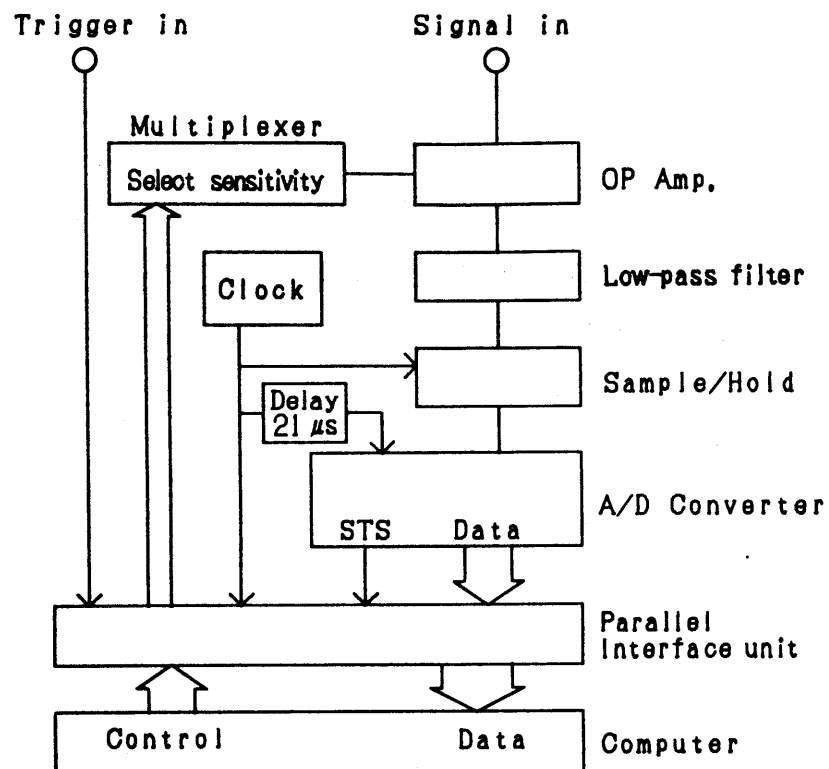 Trigger in
Signal in
Multiplexer
Select sensitivity
OP Amp.
Low-pass filter
Clock
Sample/Hold
Delay
21 μs
A/D Converter
STS
Data
Parallel
Interface unit
Control
Data
Computer